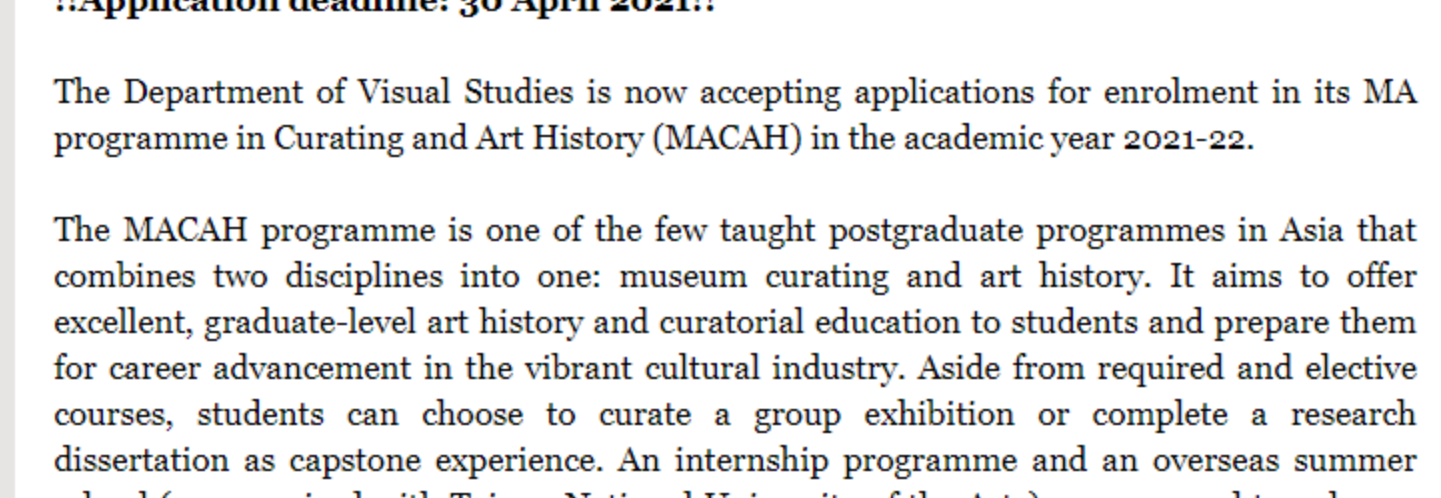 !!Application deadline: 30 April 2021!!
The Department of Visual Studies is now accepting applications for enrolment in its MA
programme in Curating and Art History (MACAH) in the academic year 2021-22.
The MACAH programme is one of the few taught postgraduate programmes in Asia that
combines two disciplines into one: museum curating and art history. It aims to offer
excellent, graduate-level art history and curatorial education to students and prepare them
for career advancement in the vibrant cultural industry. Aside from required and elective
courses, students can choose to curate a group exhibition or complete a research
dissertation as capstone experience. An internship programme and an overseas summer